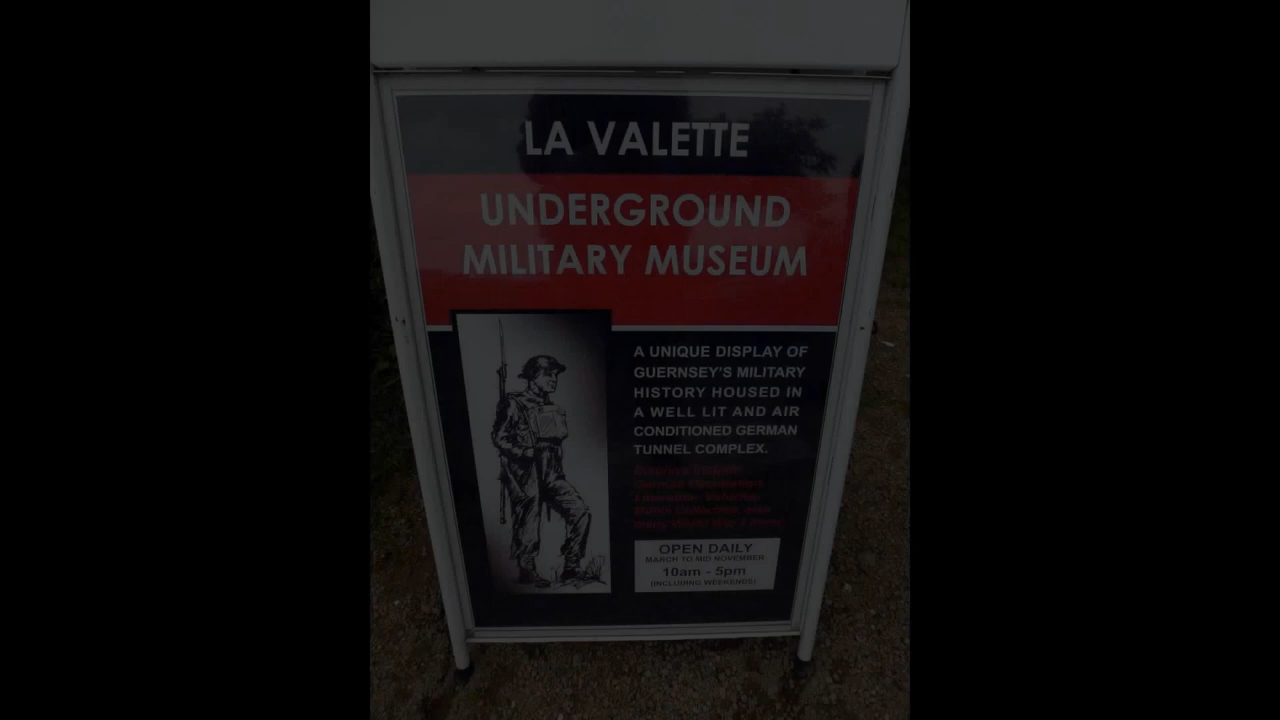 LA VALETTE
UNDERGROUND
MILITARY MUSEUM
A UNIQUE DISPLAY OF
GUERNSEY'S MILITARY
HISTORY HOUSED IN
A WELL LIT AND AIR
CONDITIONED GERMAN
TUNNEL COMPLEX.
OPEN DAILY
MARCH TO MID NOVEMBER
10am - 5pm
(INCLUDING WEEKENDS)